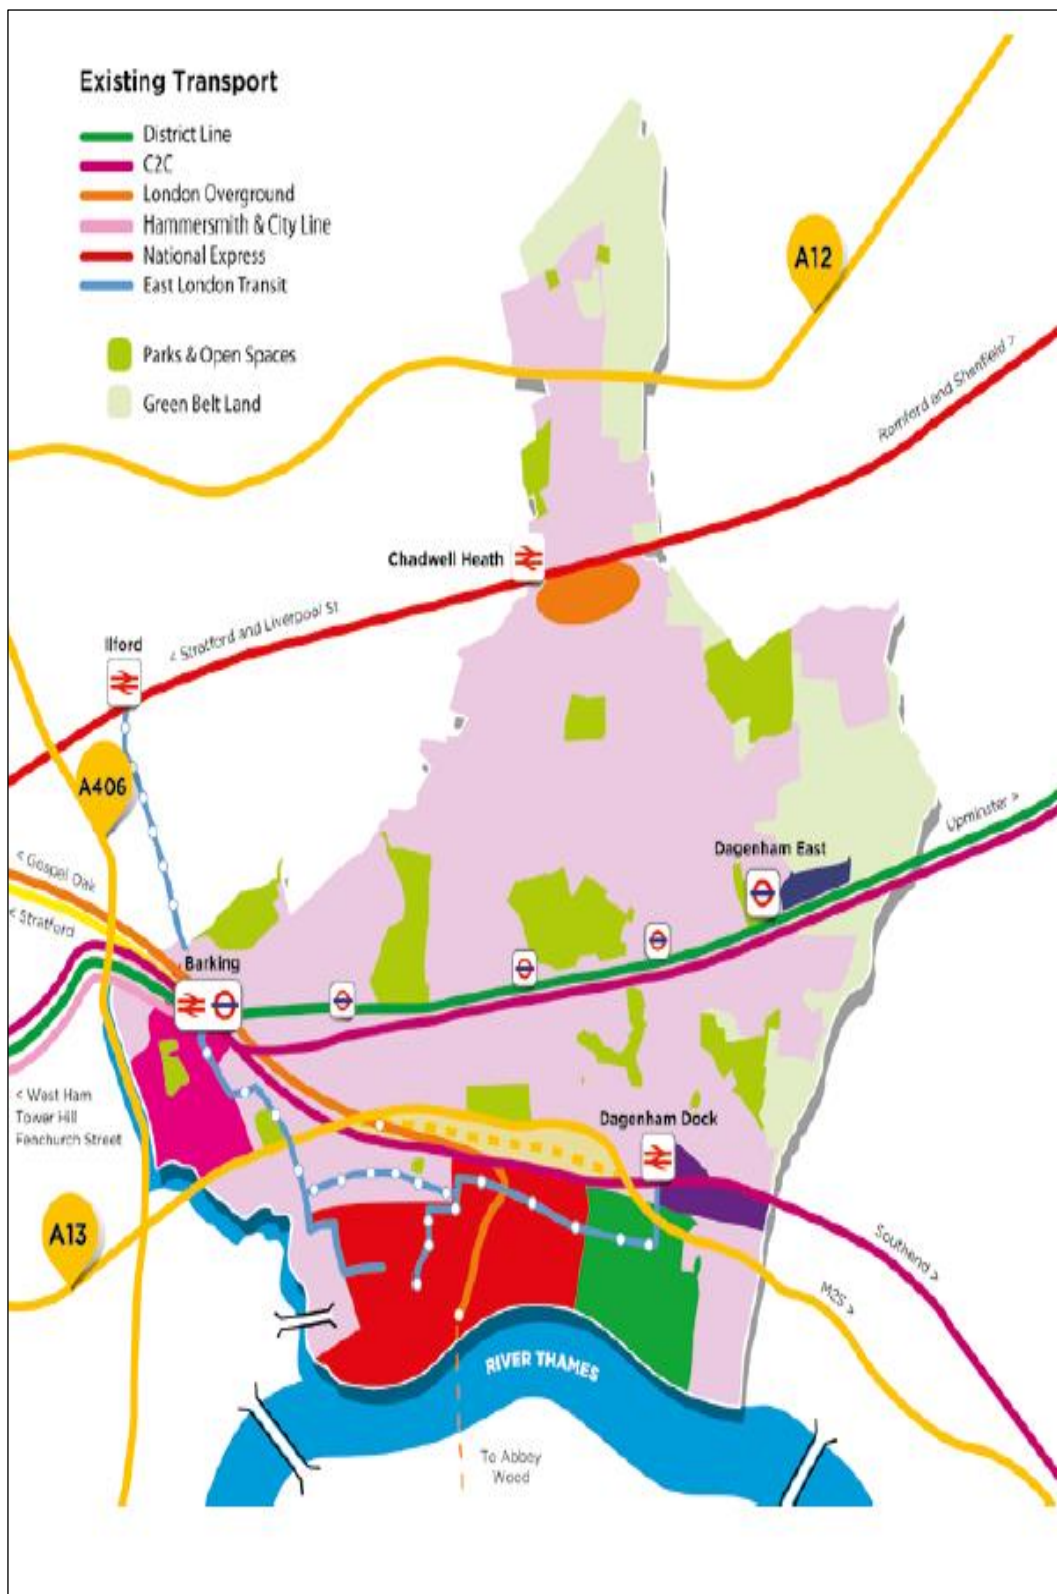 Existing Transport
District Line
C2C
London Overground
Hammersmith & City Line
National Express
East London Transit
Parks & Open Spaces
Green Belt Land
A12
Romford and Shenfield >
Chadwell Heath
< Stratford and Liverpool St
Ilford
A406
Upminster >
Dagenham East
< Gospel Oak
< Stratford
Barking
< West Ham
Tower Hill
Fenchurch Street
Dagenham Dock
A13
Southend >
M25 >
RIVER THAMES
To Abbey
Wood